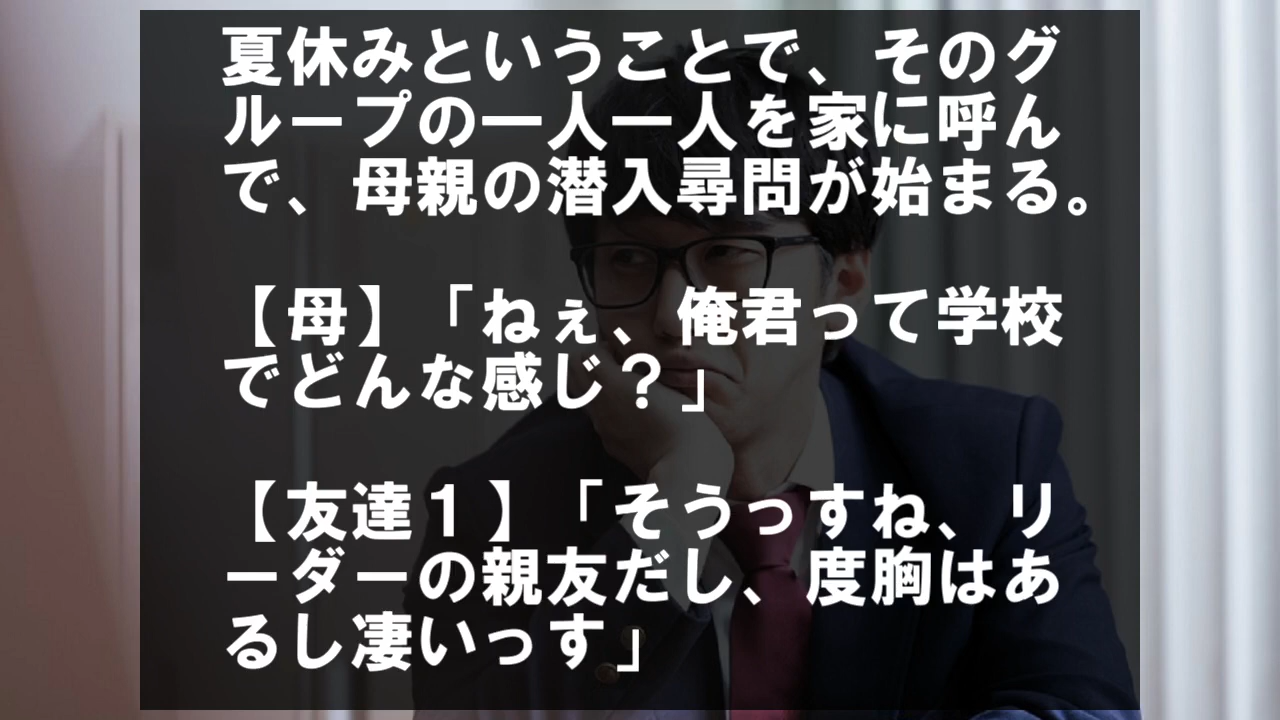 夏休みということで、そのグ
ループの一人一人を家に呼ん
で、母親の潜入尋問が始まる。
【母】「ねぇ、俺君って学校
でどんな感じ？」
【友達１】「そうっすね、リ
ーダーの親友だし、度胸はあ
るし凄いっす」